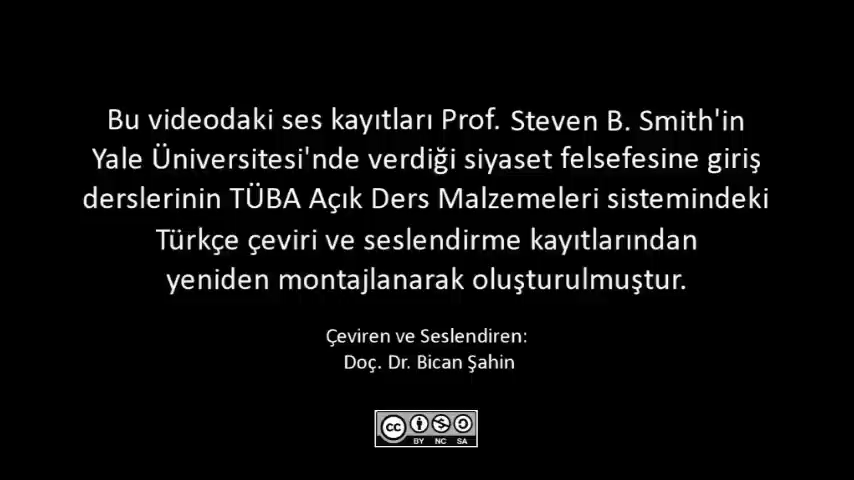 Bu videodaki ses kayıtları Prof. Steven B. Smith'in
Yale Üniversitesi'nde verdiği siyaset felsefesine giriş
derslerinin TÜBA Açık Ders Malzemeleri sistemindeki
Türkçe çeviri ve seslendirme kayıtlarından
yeniden montajlanarak oluşturulmuştur.
Çeviren ve Seslendiren:
Doç. Dr. Bican Şahin
cc
BY NC SA